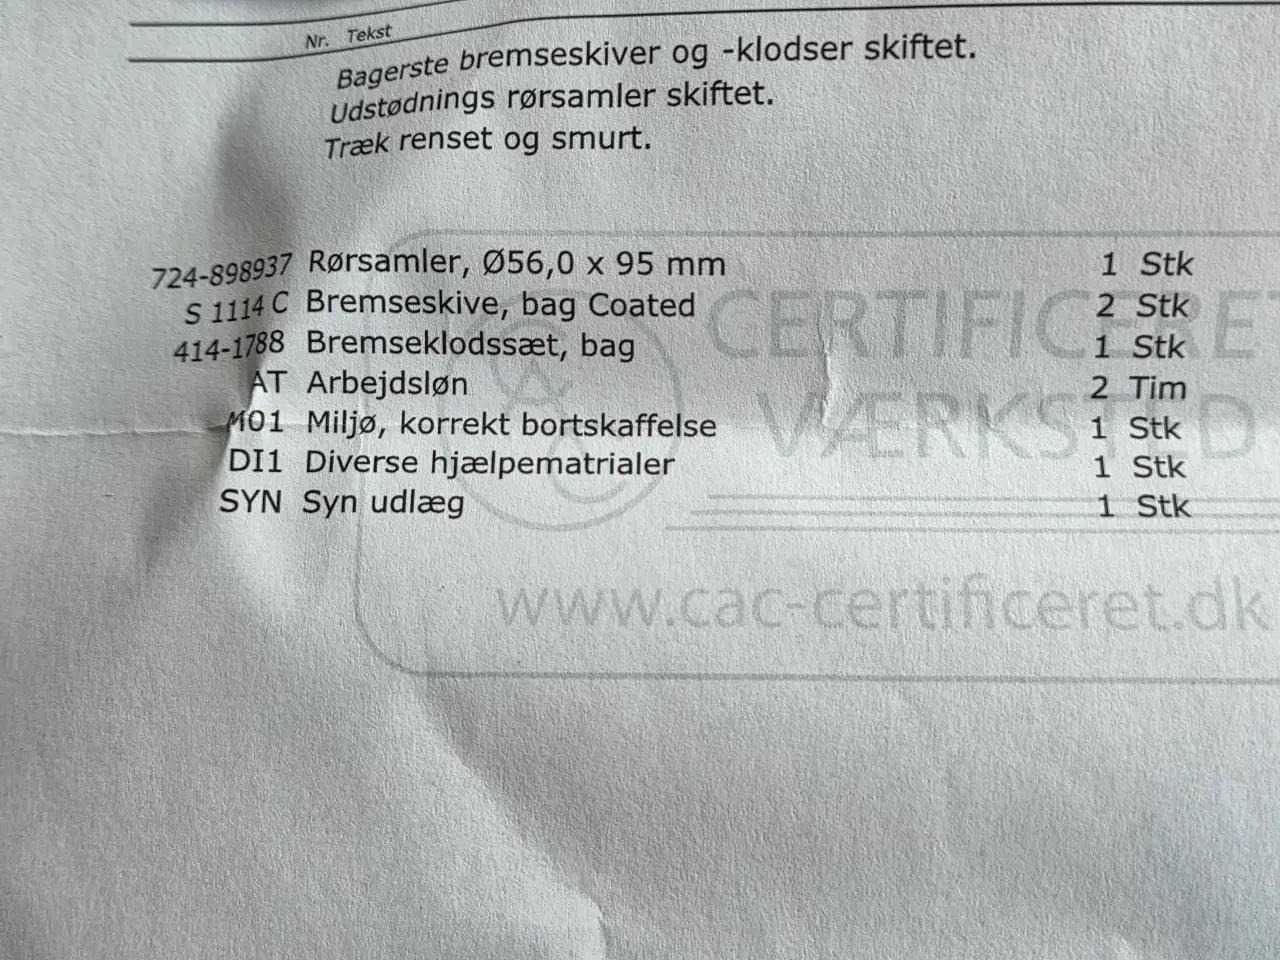 Nr. Tekst
Bagerste bremseskiver og -klodser skiftet.
Udstødnings rørsamler skiftet.
Træk renset og smurt.
724-898937 Rørsamler, Ø56,0 x 95 mm 1 Stk
S 1114 C Bremseskive, bag Coated 2 Stk
414-1788 Bremseklodssæt, bag 1 Stk
AT Arbejdsløn 2 Tim
M01 Miljø, korrekt bortskaffelse 1 Stk
DI1 Diverse hjælpematrialer 1 Stk
SYN Syn udlæg 1 Stk
CERTIFICERET
VÆRKSTED
www.cac-certificeret.dk